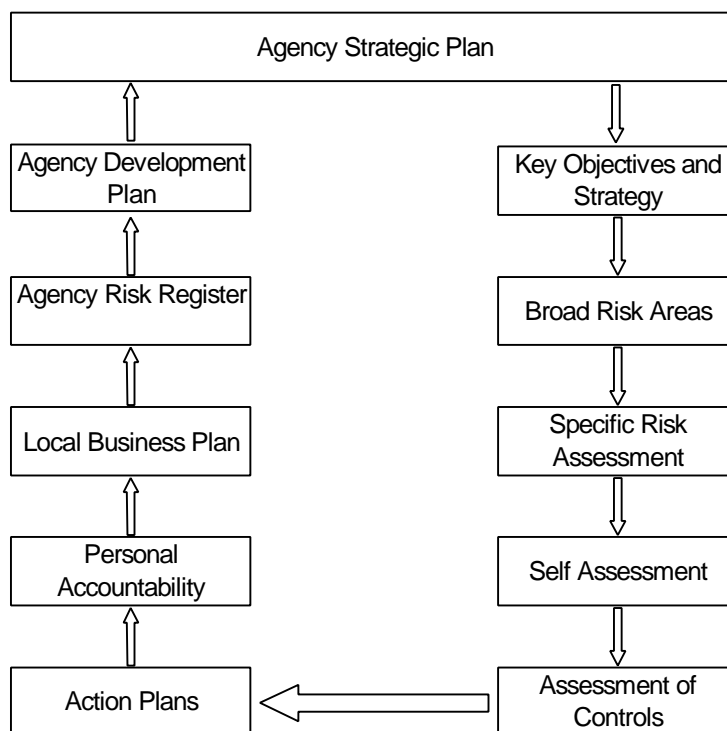 Agency Strategic Plan
Agency Development
Plan
Key Objectives and
Strategy
Agency Risk Register
Broad Risk Areas
Local Business Plan
Specific Risk
Assessment
Personal
Accountability
Self Assessment
Action Plans
Assessment of
Controls